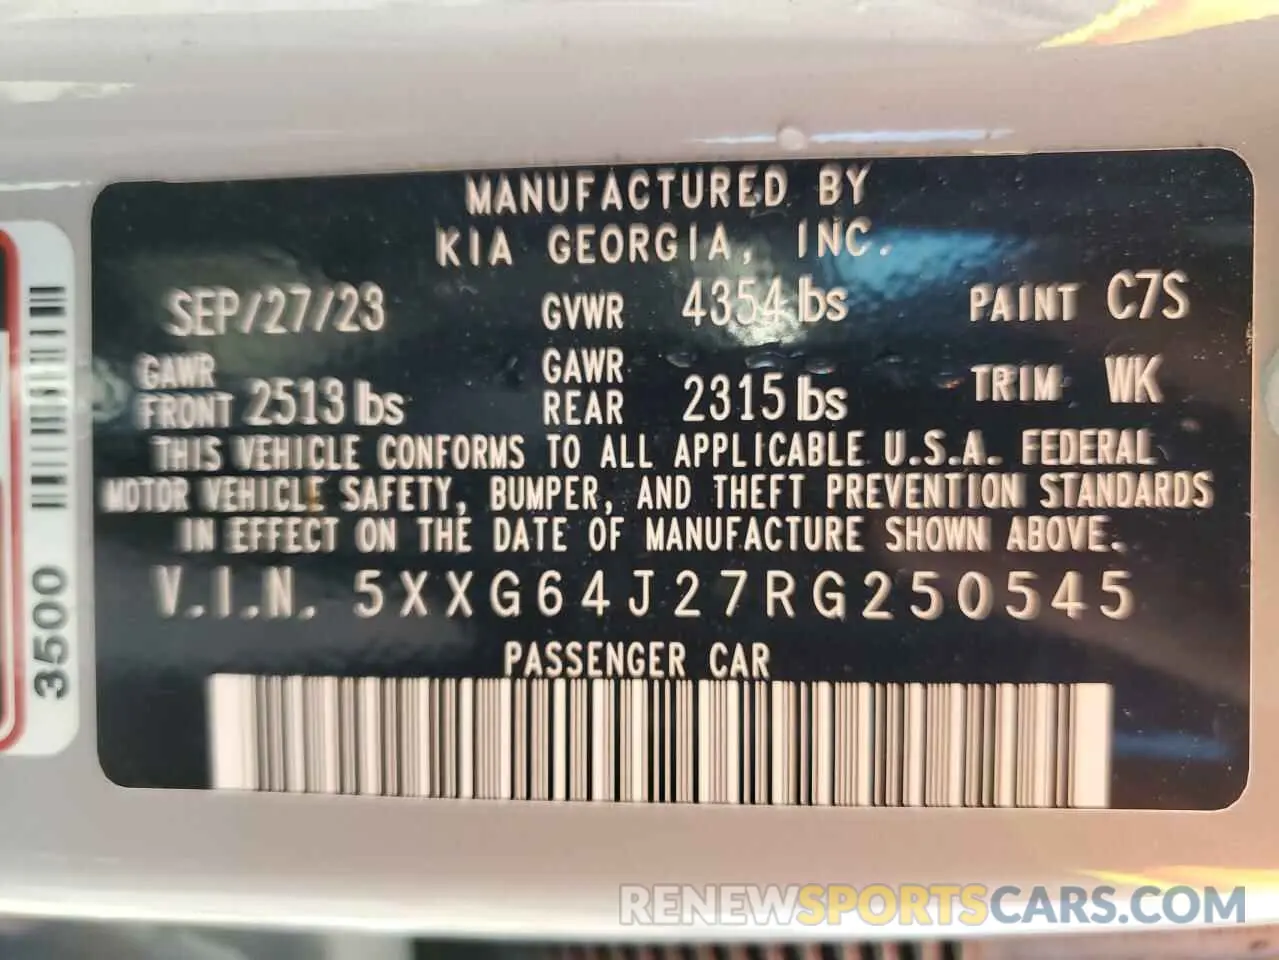 MANUFACTURED BY
KIA GEORGIA, INC.
SEP/27/23 GVWR 4354 lbs PAINT C7S
GAWR FRONT 2513 lbs GAWR REAR 2315 lbs TRIM WK
THIS VEHICLE CONFORMS TO ALL APPLICABLE U.S.A. FEDERAL
MOTOR VEHICLE SAFETY, BUMPER, AND THEFT PREVENTION STANDARDS
IN EFFECT ON THE DATE OF MANUFACTURE SHOWN ABOVE.
V.I.N. 5XXG64J27RG250545
PASSENGER CAR
3500
RENEWSPORTSCARS.COM